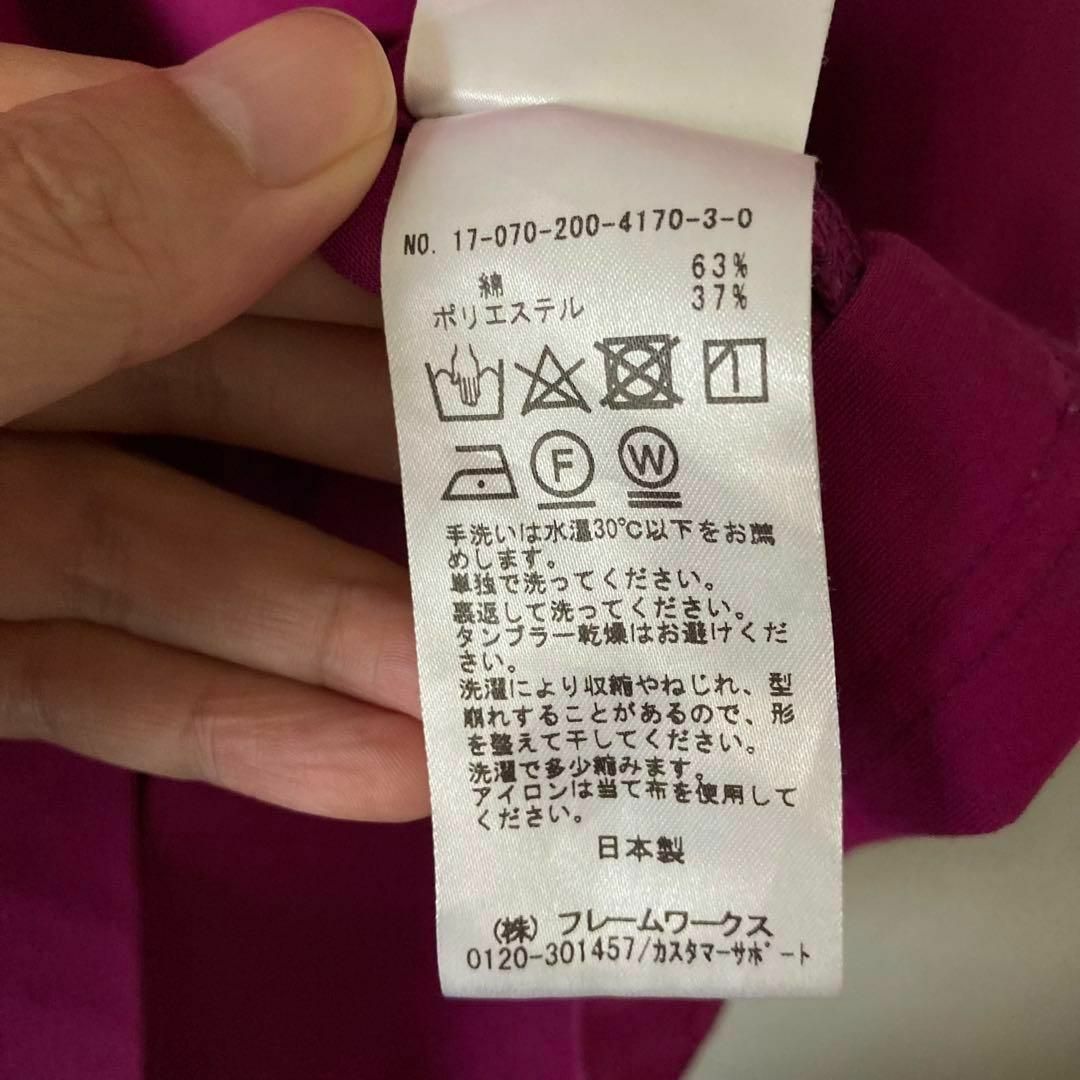 NO. 17-070-200-4170-3-0
綿 63%
ポリエステル 37%
F W
手洗いは水温30℃以下をお薦
めします。
単独で洗ってください。
裏返して洗ってください。
タンブラー乾燥はお避けくだ
さい。
洗濯により収縮やねじれ、型
崩れすることがあるので、形
を整えて干してください。
洗濯で多少縮みます。
アイロンは当て布を使用して
ください。
日本製
(株) フレームワークス
0120-301457/カスタマーサポート